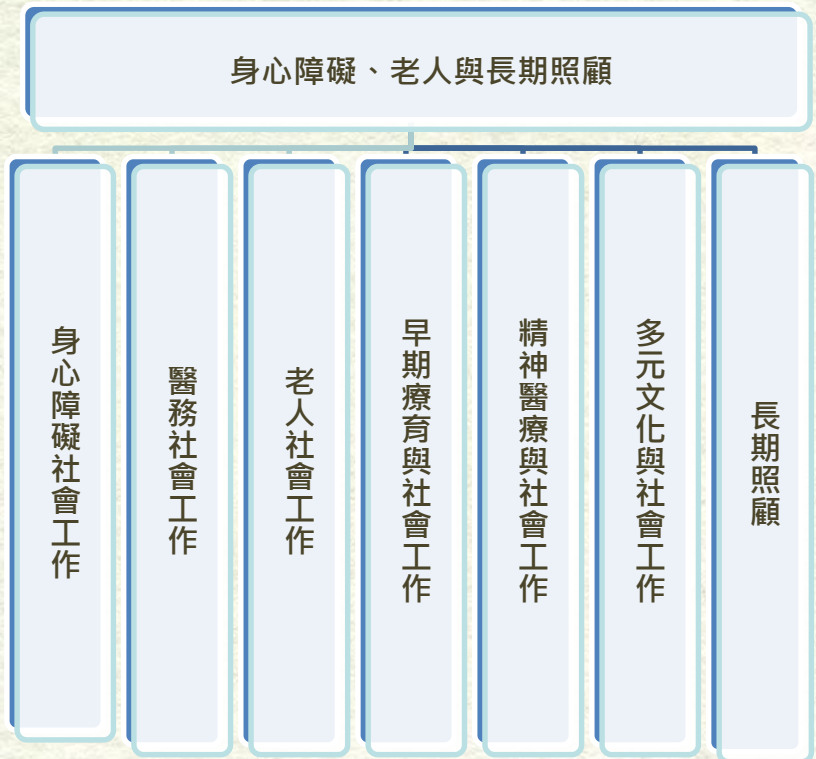 身心障礙、老人與長期照顧
身心障礙社會工作
醫務社會工作
老人社會工作
早期療育與社會工作
精神醫療與社會工作
多元文化與社會工作
長期照顧